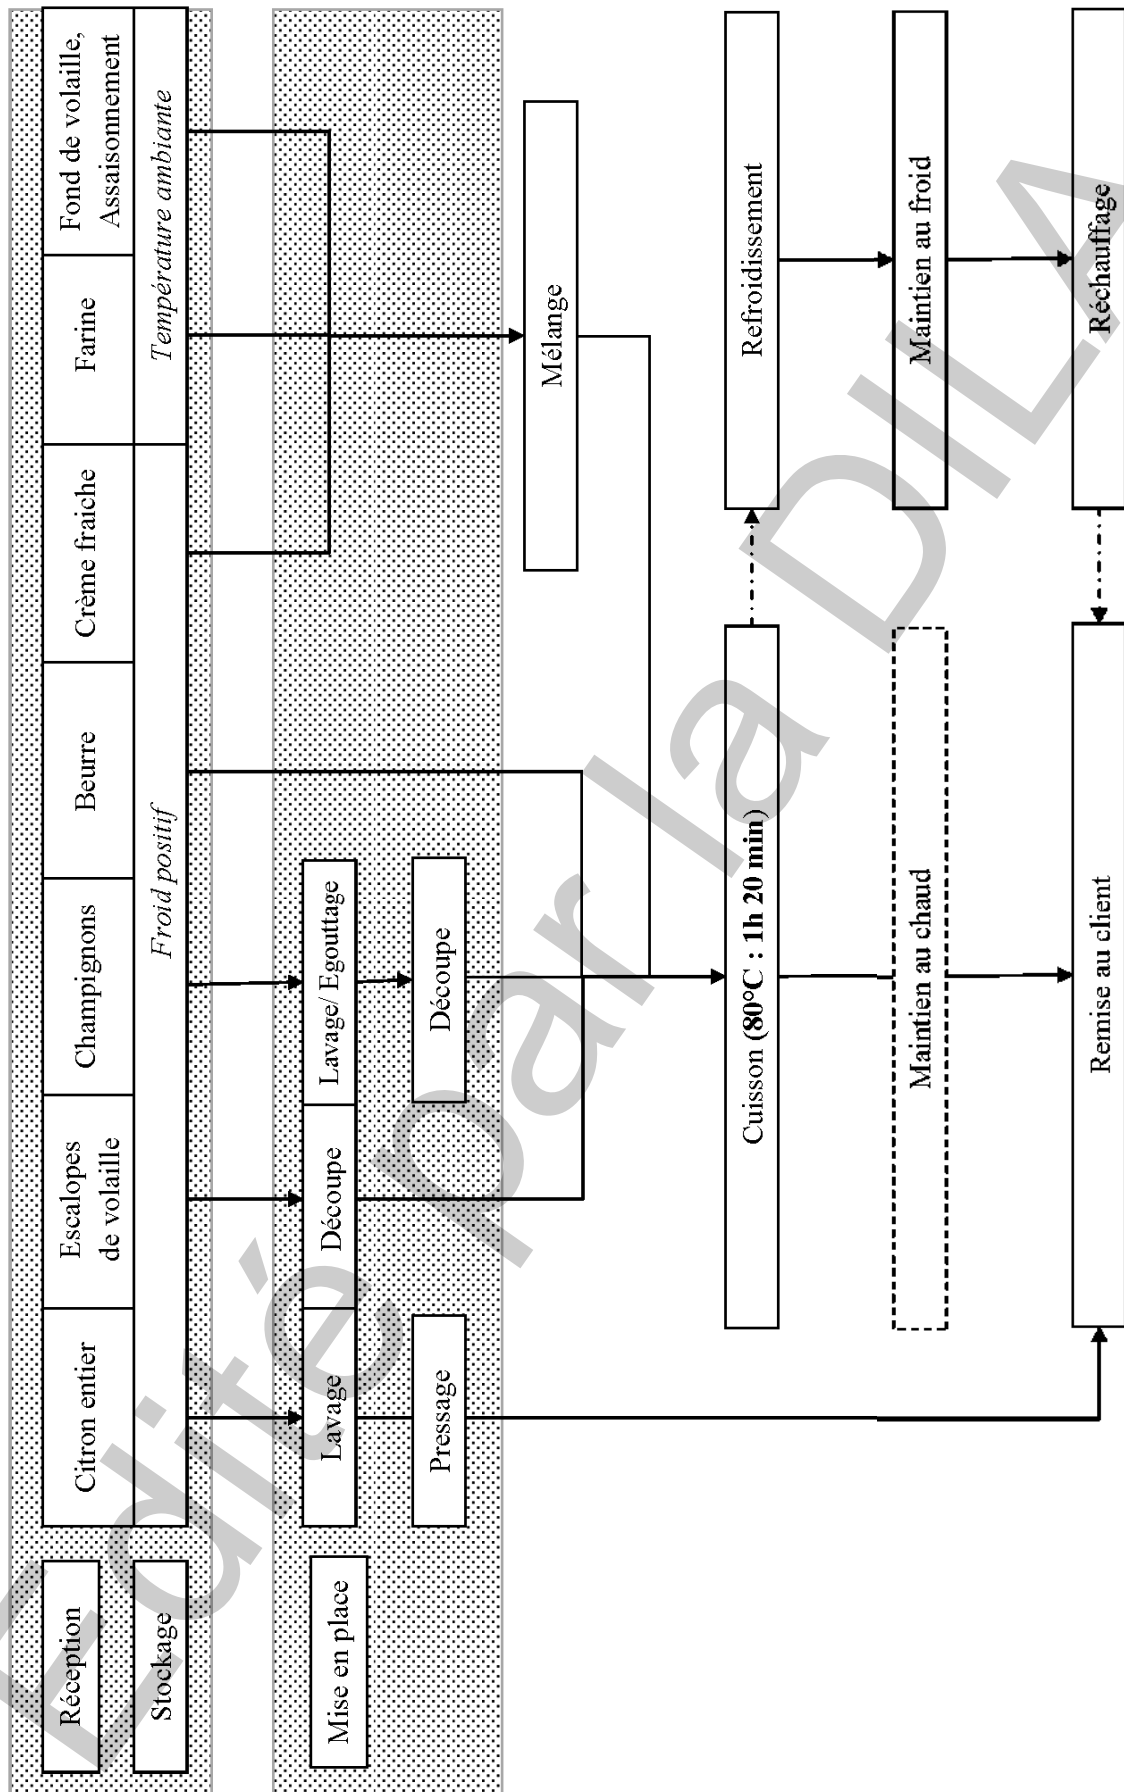 Réception
Citron entier
Escalopes
de volaille
Champignons
Beurre
Crème fraiche
Farine
Fond de volaille,
Assaisonnement
Stockage
Froid positif
Température ambiante
Mise en place
Lavage
Découpe
Lavage/ Egouttage
Pressage
Découpe
Mélange
Cuisson (80°C : 1h 20 min)
Refroidissement
Maintien au chaud
Maintien au froid
Remise au client
Réchauffage
Edité par la DILA